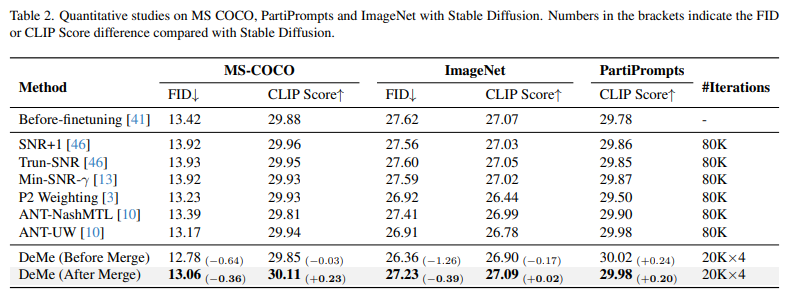 Table 2. Quantitative studies on MS COCO, PartiPrompts and ImageNet with Stable Diffusion. Numbers in the brackets indicate the FID
or CLIP Score difference compared with Stable Diffusion.
Method MS-COCO ImageNet PartiPrompts #Iterations
FID↓ CLIP Score↑ FID↓ CLIP Score↑ CLIP Score↑
Before-finetuning [41] 13.42 29.88 27.62 27.07 29.78 -
SNR+1 [46] 13.92 29.96 27.56 27.03 29.86 80K
Trun-SNR [46] 13.93 29.95 27.60 27.05 29.85 80K
Min-SNR-γ [13] 13.92 29.93 27.59 27.02 29.87 80K
P2 Weighting [3] 13.23 29.93 26.92 26.44 29.50 80K
ANT-NashMTL [10] 13.39 29.81 27.41 26.99 29.90 80K
ANT-UW [10] 13.17 29.94 26.91 26.78 29.98 80K
DeMe (Before Merge) 12.78 (−0.64) 29.85 (−0.03) 26.36 (−1.26) 26.90 (−0.17) 30.02 (+0.24) 20K×4
DeMe (After Merge) 13.06 (−0.36) 30.11 (+0.23) 27.23 (−0.39) 27.09 (+0.02) 29.98 (+0.20) 20K×4